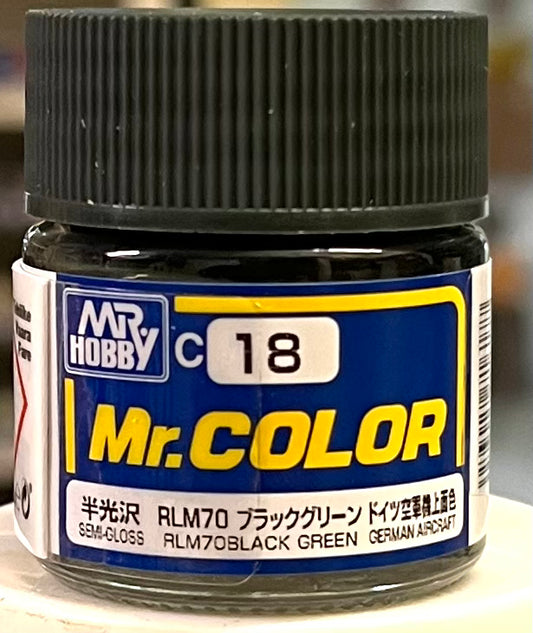 MR. HOBBY
C 18
Mr.COLOR
半光沢 RLM70 ブラックグリーン ドイツ空軍機上面色
SEMI-GLOSS RLM70BLACK GREEN GERMAN AIRCRAFT